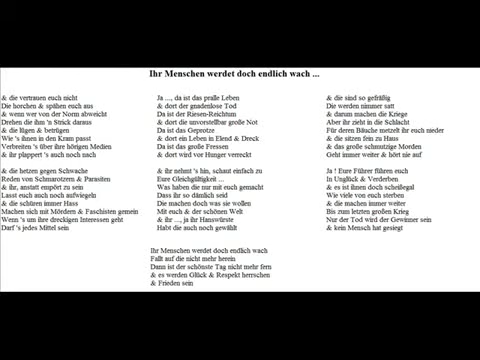 Ihr Menschen werdet doch endlich wach ...
& die vertrauen euch nicht
Die horchen & spähen euch aus
& wenn wer von der Norm abweicht
Drehen die ihm 'n Strick daraus
& die lügen & betrügen
Wie 's ihnen in den Kram passt
Verbreiten 's über ihre hörigen Medien
& ihr plappert 's auch noch nach
& die hetzen gegen Schwache
Reden von Schmarotzern & Parasiten
& ihr, anstatt empört zu sein
Lasst euch auch noch aufwiegeln
& die schüren immer Hass
Machen sich mit Mördern & Faschisten gemein
Wenn 's um ihre dreckigen Interessen geht
Darf 's jedes Mittel sein
Ja ..., da ist das pralle Leben
& dort der gnadenlose Tod
Da ist der Riesen-Reichtum
& dort die unvorstellbar große Not
Da ist das Geprotze
& dort ein Leben in Elend & Dreck
Da ist das große Fressen
& dort wird vor Hunger verreckt
& ihr nehmt 's hin, schaut einfach zu
Eure Gleichgültigkeit ...
Was haben die nur mit euch gemacht
Dass ihr so dämlich seid
Die machen doch was sie wollen
Mit euch & der schönen Welt
& ihr ..., ja ihr Hanswürste
Habt die auch noch gewählt
& die sind so gefräßig
Die werden nimmer satt
& darum machen die Kriege
Aber ihr zieht in die Schlacht
Für deren Bäuche metzelt ihr euch nieder
& die sitzen fein zu Haus
& das große schmutzige Morden
Geht immer weiter & hört nie auf
Ja ! Eure Führer führen euch
In Unglück & Verderben
& es ist ihnen doch scheißegal
Wie viele von euch sterben
& die machen immer weiter
Bis zum letzten großen Krieg
Nur der Tod wird der Gewinner sein
& kein Mensch hat gesiegt
Ihr Menschen werdet doch endlich wach
Fallt auf die nicht mehr herein
Dann ist der schönste Tag nicht mehr fern
& es werden Glück & Respekt herrschen
& Frieden sein